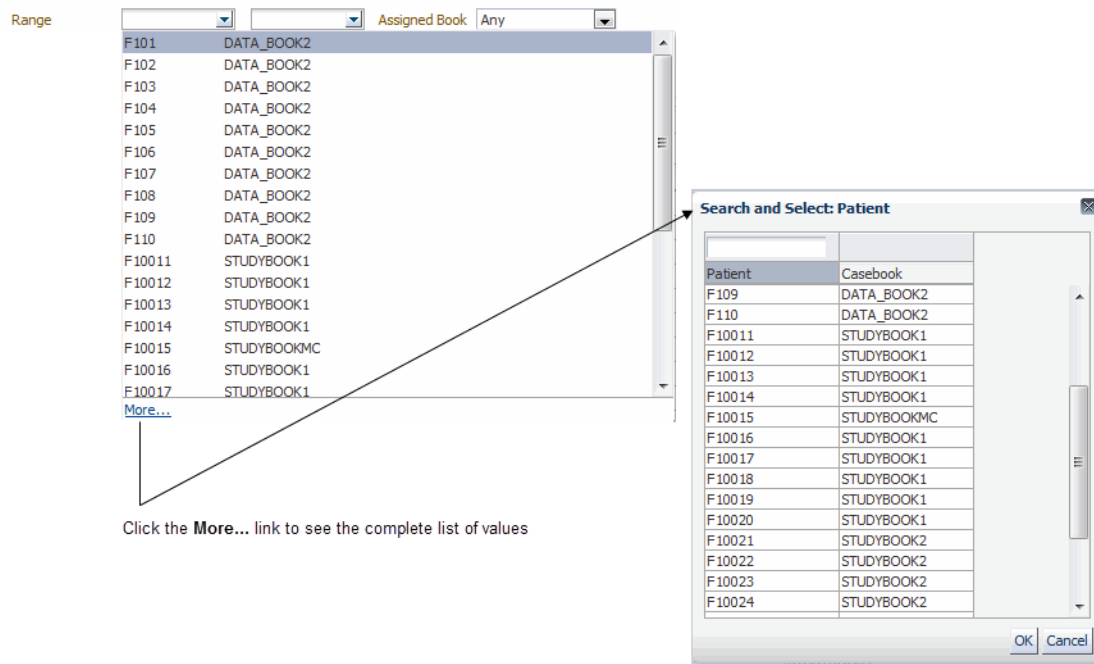 Range Assigned Book Any
F101 DATA_BOOK2
F102 DATA_BOOK2
F103 DATA_BOOK2
F104 DATA_BOOK2
F105 DATA_BOOK2
F106 DATA_BOOK2
F107 DATA_BOOK2
F108 DATA_BOOK2
F109 DATA_BOOK2
F110 DATA_BOOK2
F10011 STUDYBOOK1
F10012 STUDYBOOK1
F10013 STUDYBOOK1
F10014 STUDYBOOK1
F10015 STUDYBOOKMC
F10016 STUDYBOOK1
F10017 STUDYBOOK1
More...
Click the More... link to see the complete list of values
Search and Select: Patient
Patient Casebook
F109 DATA_BOOK2
F110 DATA_BOOK2
F10011 STUDYBOOK1
F10012 STUDYBOOK1
F10013 STUDYBOOK1
F10014 STUDYBOOK1
F10015 STUDYBOOKMC
F10016 STUDYBOOK1
F10017 STUDYBOOK1
F10018 STUDYBOOK1
F10019 STUDYBOOK1
F10020 STUDYBOOK1
F10021 STUDYBOOK2
F10022 STUDYBOOK2
F10023 STUDYBOOK2
F10024 STUDYBOOK2
OK Cancel